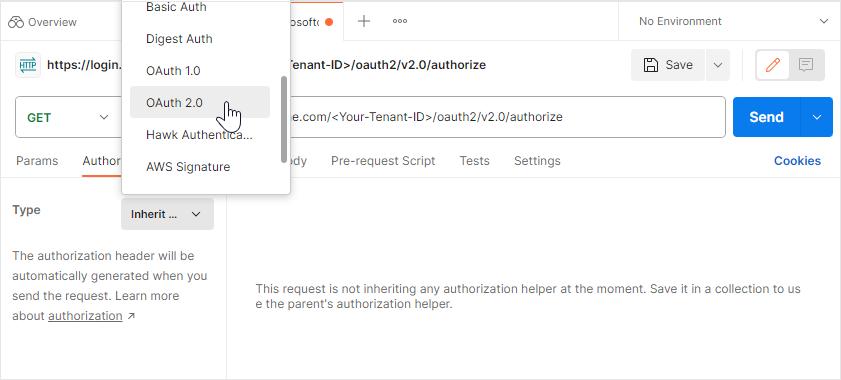 Overview
Basic Auth
osofto
No Environment
Digest Auth
HTTP
https://login.
Tenant-ID>/oauth2/v2.0/authorize
Save
OAuth 1.0
OAuth 2.0
GET
e.com/<Your-Tenant-ID>/oauth2/v2.0/authorize
Send
Hawk Authentica...
Params
Author
AWS Signature
dy
Pre-request Script
Tests
Settings
Cookies
Type
Inherit ...
The authorization header will be
automatically generated when you
send the request. Learn more
about authorization ↗
This request is not inheriting any authorization helper at the moment. Save it in a collection to us
e the parent's authorization helper.